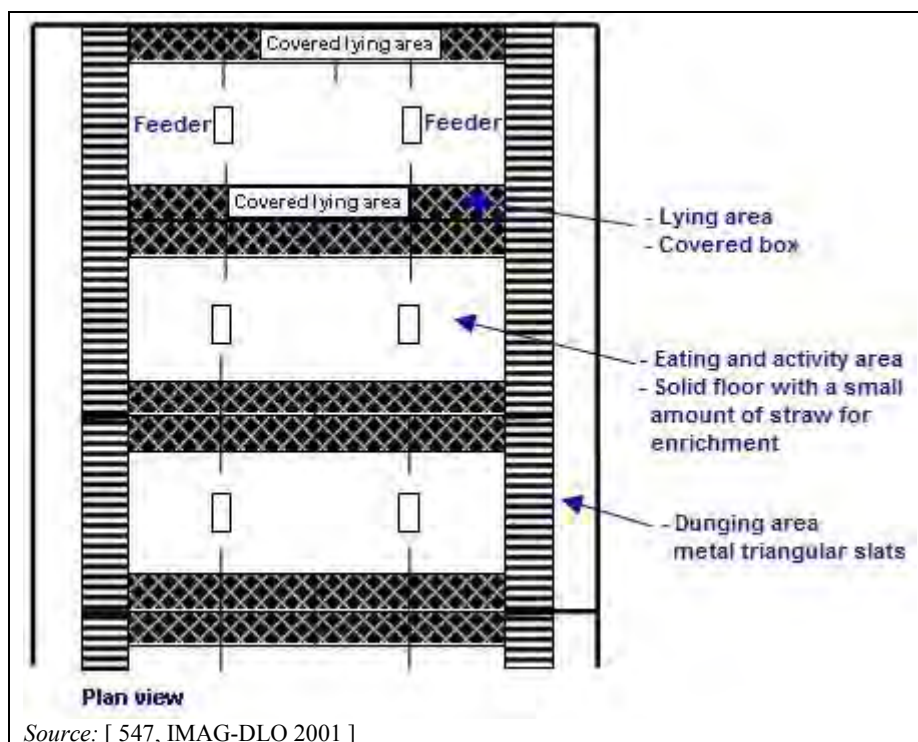 Covered lying area
Feeder
Feeder
Covered lying area
- Lying area
- Covered box
- Eating and activity area
- Solid floor with a small
amount of straw for
enrichment
- Dunging area
metal triangular slats
Plan view
Source: [ 547, IMAG-DLO 2001 ]